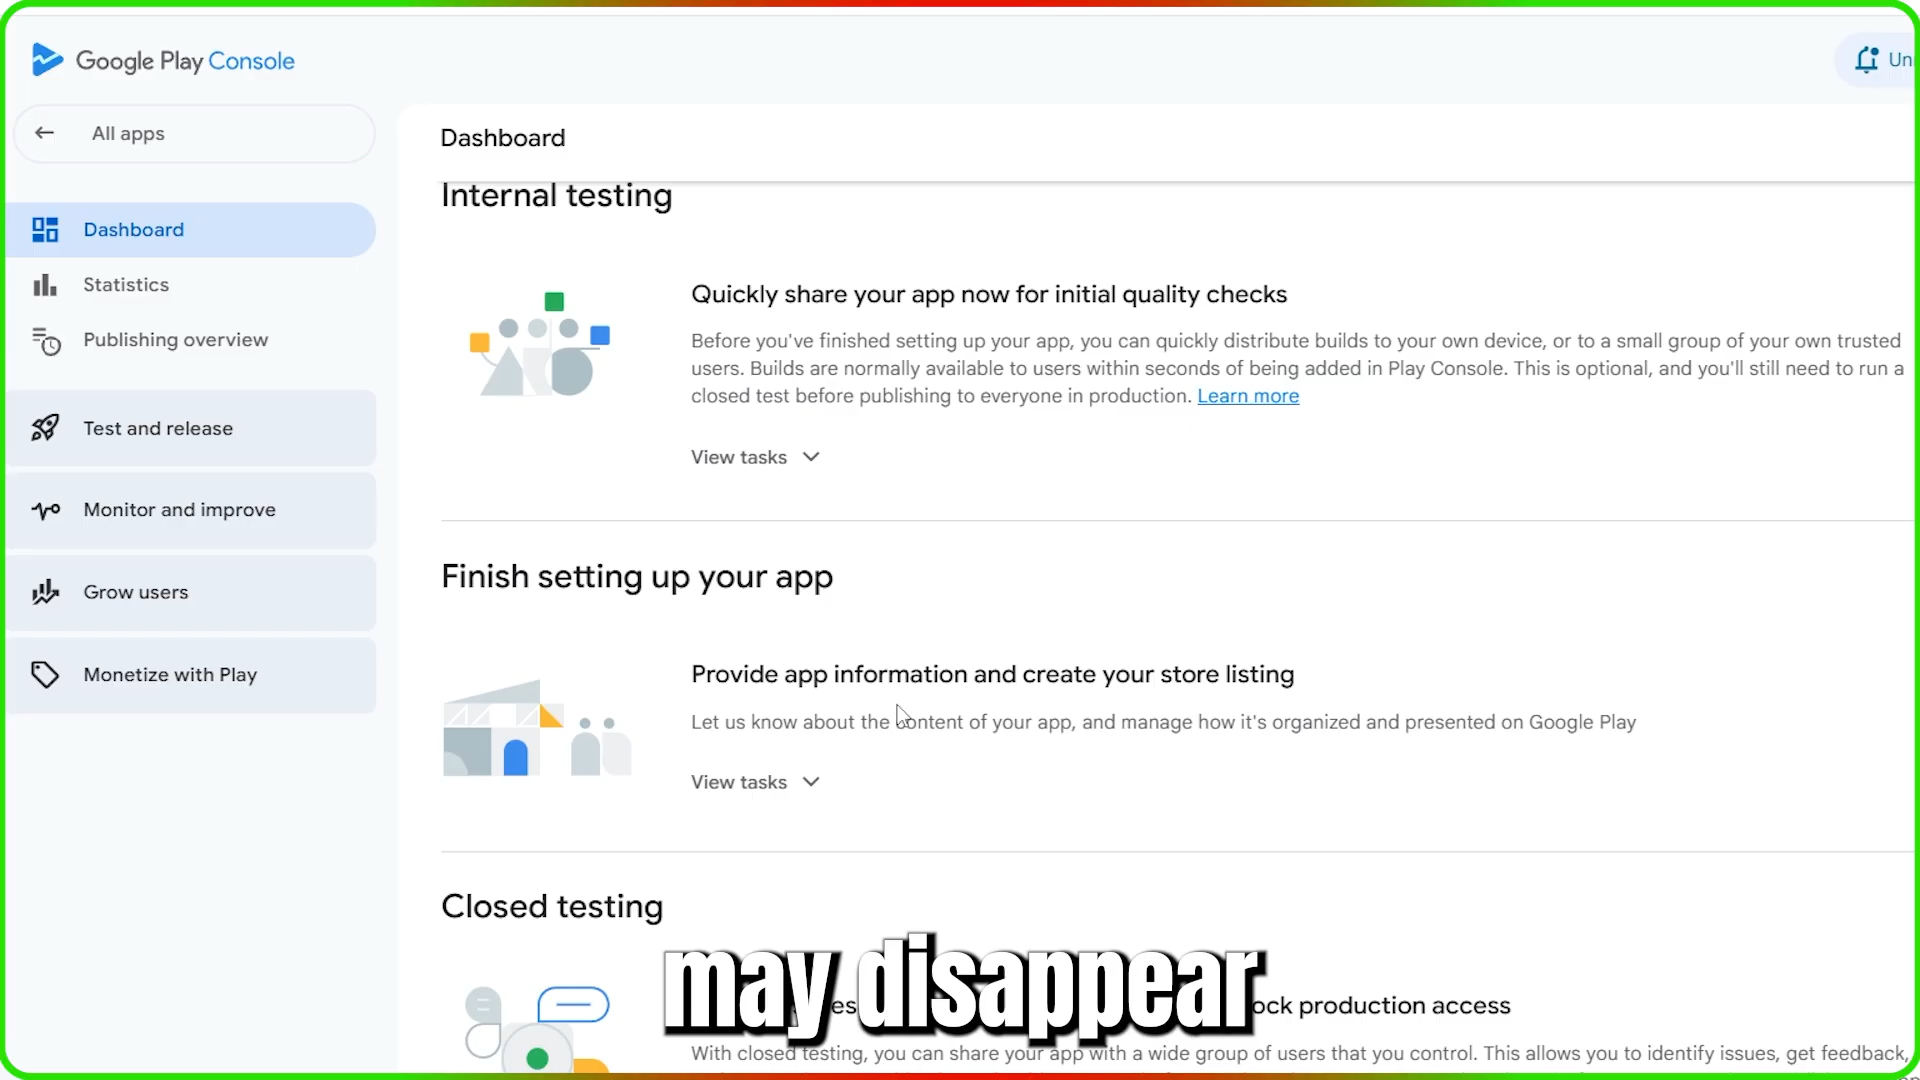 Google Play Console
Un
All apps
Dashboard
Statistics
Publishing overview
Test and release
Monitor and improve
Grow users
Monetize with Play
Dashboard
Internal testing
Quickly share your app now for initial quality checks
Before you've finished setting up your app, you can quickly distribute builds to your own device, or to a small group of your own trusted
users. Builds are normally available to users within seconds of being added in Play Console. This is optional, and you'll still need to run a
closed test before publishing to everyone in production. Learn more
View tasks
Finish setting up your app
Provide app information and create your store listing
Let us know about the content of your app, and manage how it's organized and presented on Google Play
View tasks
Closed testing
may disappear
ock production access
With closed testing, you can share your app with a wide group of users that you control. This allows you to identify issues, get feedback,